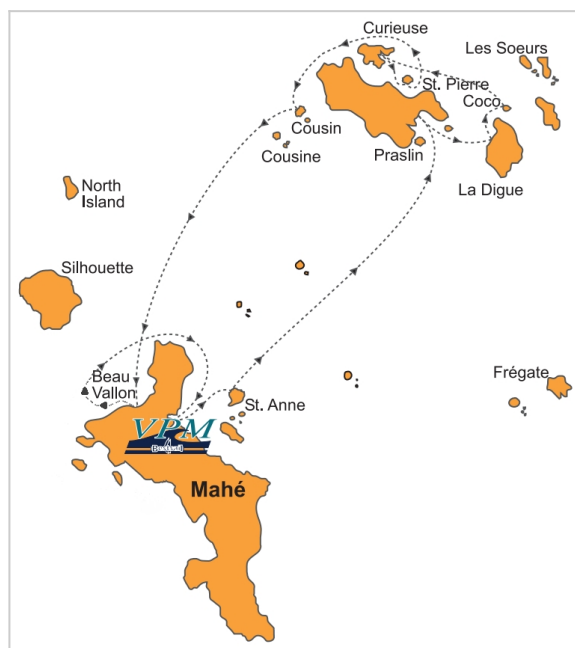 Curieuse
Les Soeurs
St. Pierre
Coco
Cousin
Cousine
Praslin
La Digue
North
Island
Silhouette
Beau
Vallon
St. Anne
Frégate
VPM
Mahé